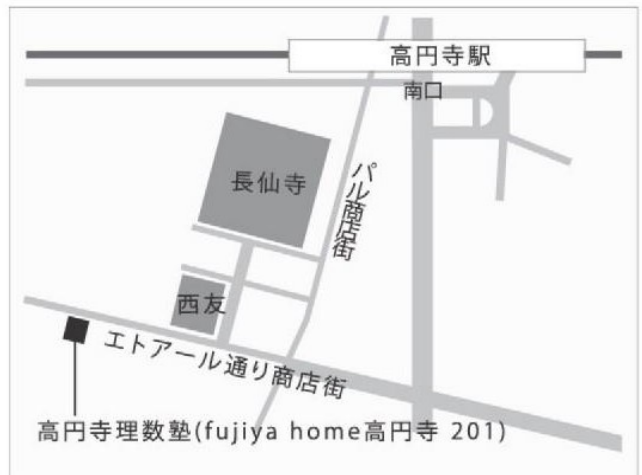 高円寺駅
南口
長仙寺
パル商店街
西友
エトアール通り商店街
高円寺理数塾(fujiya home高円寺 201)